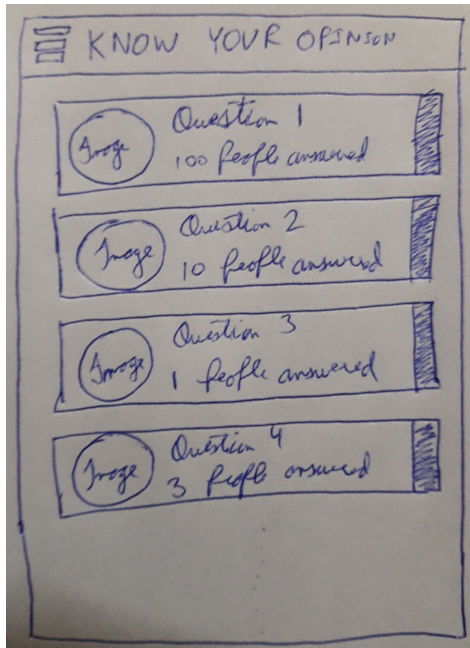 KNOW YOUR OPINION
Image
Question 1
100 People answered
Image
Question 2
10 People answered
Image
Question 3
1 People answered
Image
Question 4
3 People answered